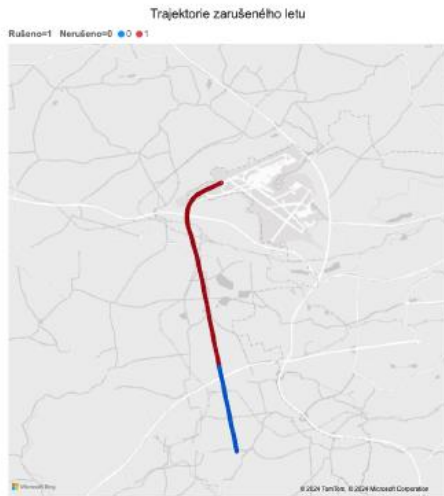 Trajektorie zarušeného letu
Rušeno=1 Nerušeno=0 0 1
Microsoft Bing
© 2024 TomTom, © 2024 Microsoft Corporation